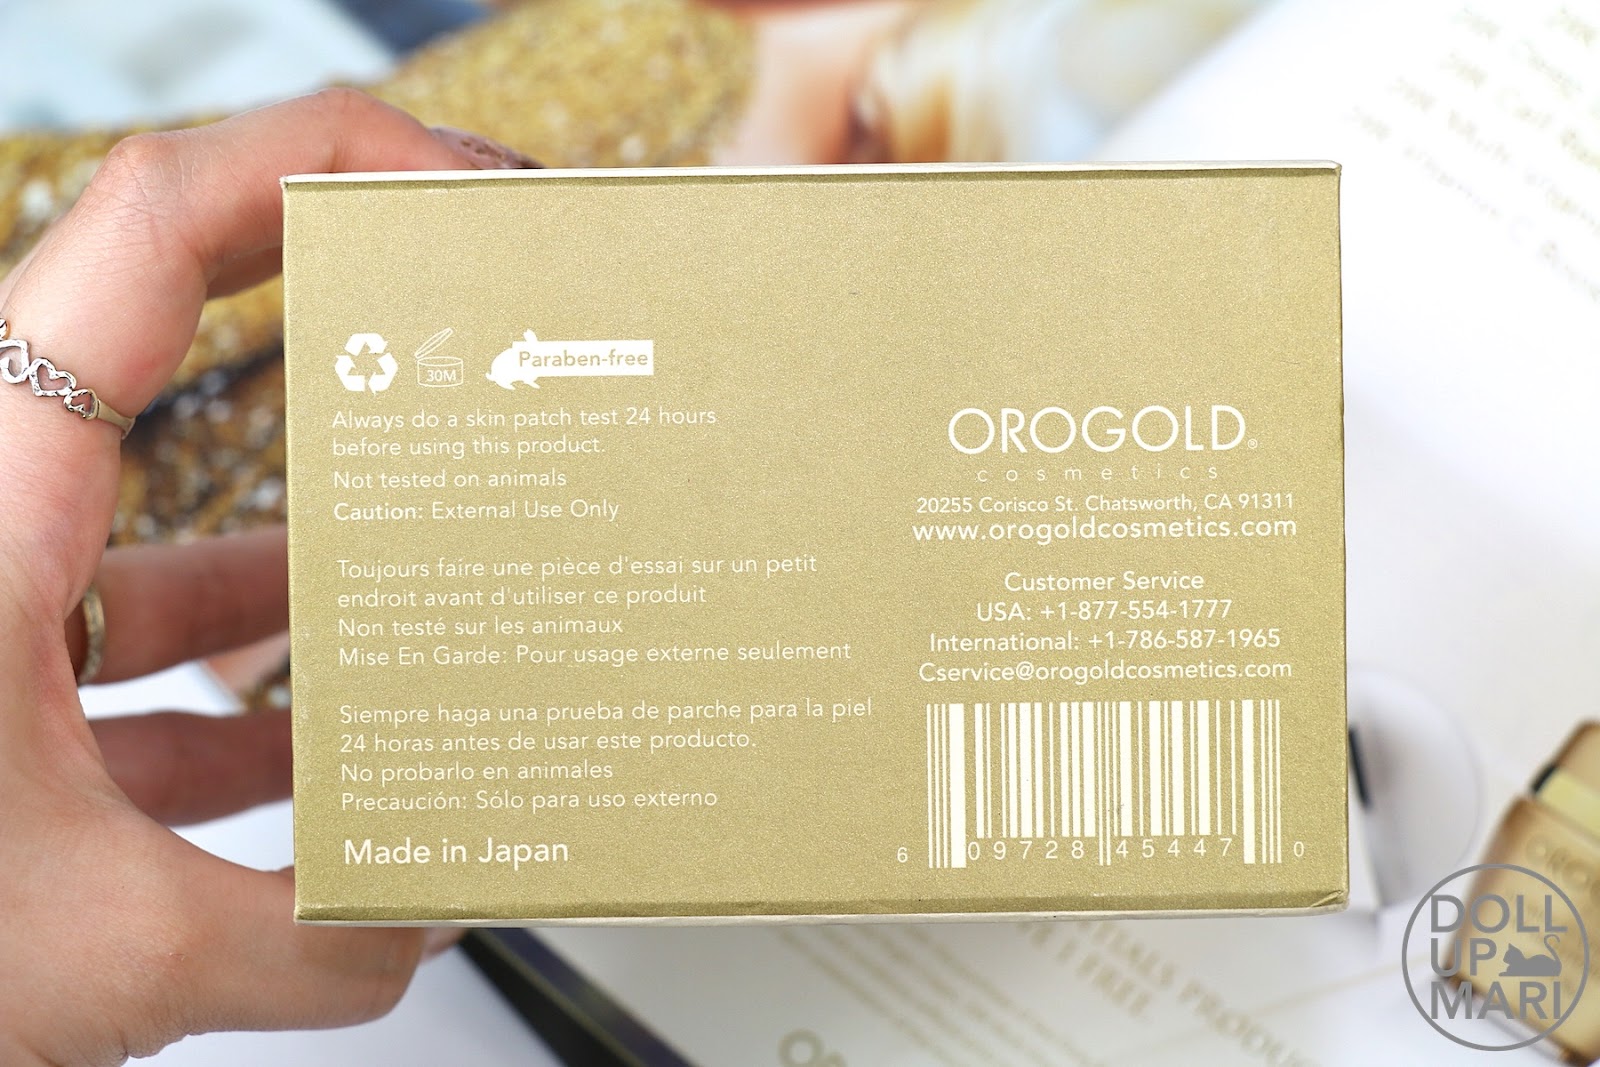 30M
Paraben-free
Always do a skin patch test 24 hours
before using this product.
Not tested on animals
Caution: External Use Only
Toujours faire une pièce d'essai sur un petit
endroit avant d'utiliser ce produit
Non testé sur les animaux
Mise En Garde: Pour usage externe seulement
Siempre haga una prueba de parche para la piel
24 horas antes de usar este producto.
No probarlo en animales
Precaución: Sólo para uso externo
Made in Japan
OROGOLD®
cosmetics
20255 Corisco St. Chatsworth, CA 91311
www.orogoldcosmetics.com
Customer Service
USA: +1-877-554-1777
International: +1-786-587-1965
Cservice@orogoldcosmetics.com
6 09728 45447 0
DOLL
UP
MARI